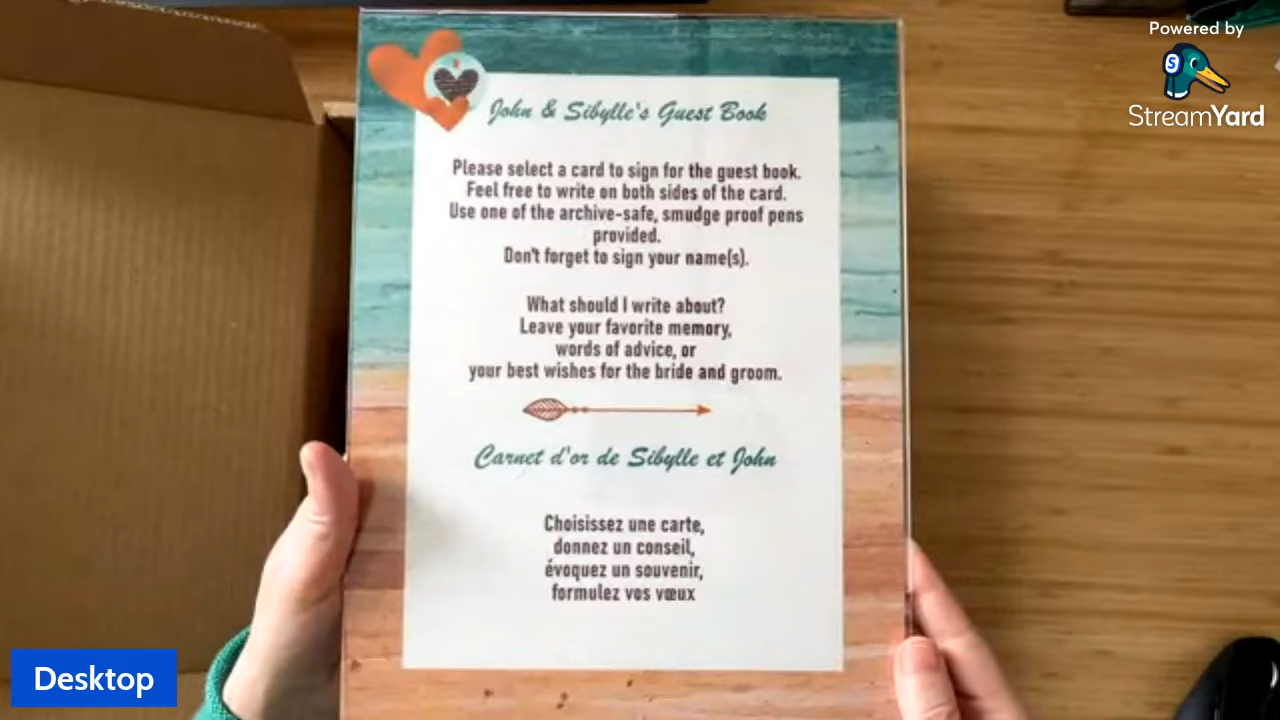 Powered by
StreamYard
John & Sibylle's Guest Book
Please select a card to sign for the guest book.
Feel free to write on both sides of the card.
Use one of the archive-safe, smudge proof pens
provided.
Don't forget to sign your name(s).
What should I write about?
Leave your favorite memory,
words of advice, or
your best wishes for the bride and groom.
Carnet d'or de Sibylle et John
Choisissez une carte,
donnez un conseil,
évoquez un souvenir,
formulez vos vœux
Desktop